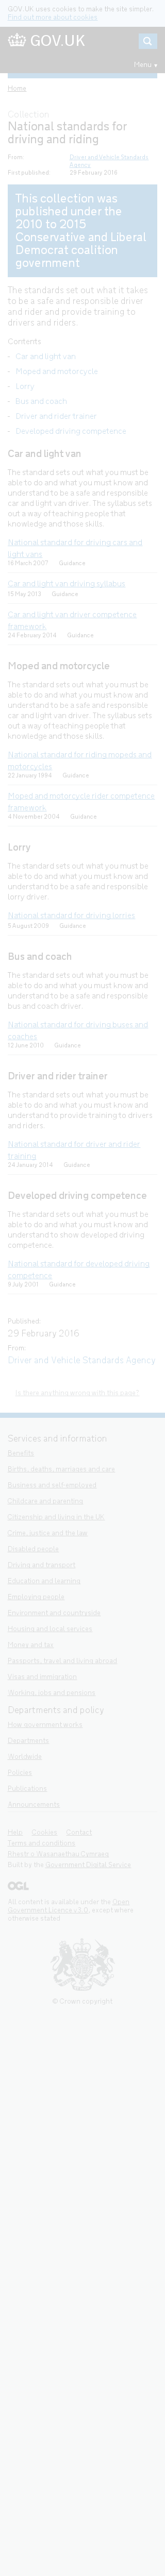 GOV.UK uses cookies to make the site simpler.
Find out more about cookies
GOV.UK
Menu
Home
Collection
National standards for
driving and riding
From:
Driver and Vehicle Standards
Agency
First published:
29 February 2016
This collection was
published under the
2010 to 2015
Conservative and Liberal
Democrat coalition
government
The standards set out what it takes
to be a safe and responsible driver
and rider and provide training to
drivers and riders.
Contents
- Car and light van
- Moped and motorcycle
- Lorry
- Bus and coach
- Driver and rider trainer
- Developed driving competence
Car and light van
The standard sets out what you must be
able to do and what you must know and
understand to be a safe and responsible
car and light van driver. The syllabus sets
out a way of teaching people that
knowledge and those skills.
National standard for driving cars and
light vans
19 March 2007 Guidance
Car and light van driving syllabus
15 May 2013 Guidance
Car and light van driver competence
framework
24 February 2014 Guidance
Moped and motorcycle
The standard sets out what you must be
able to do and what you must know and
understand to be a safe and responsible
car and light van driver. The syllabus sets
out a way of teaching people that
knowledge and those skills.
National standard for riding mopeds and
motorcycles
22 January 1994 Guidance
Moped and motorcycle rider competence
framework
4 November 2004 Guidance
Lorry
The standard sets out what you must be
able to do and what you must know and
understand to be a safe and responsible
lorry driver.
National standard for driving lorries
5 August 2009 Guidance
Bus and coach
The standard sets out what you must be
able to do and what you must know and
understand to be a safe and responsible
bus and coach driver.
National standard for driving buses and
coaches
12 June 2010 Guidance
Driver and rider trainer
The standard sets out what you must be
able to do and what you must know and
understand to provide training to drivers
and riders.
National standard for driver and rider
training
24 January 2014 Guidance
Developed driving competence
The standard sets out what you must be
able to do and what you must know and
understand to show developed driving
competence.
National standard for developed driving
competence
9 July 2001 Guidance
Published:
29 February 2016
From:
Driver and Vehicle Standards Agency
Is there anything wrong with this page?
Services and information
Benefits
Births, deaths, marriages and care
Business and self-employed
Childcare and parenting
Citizenship and living in the UK
Crime, justice and the law
Disabled people
Driving and transport
Education and learning
Employing people
Environment and countryside
Housing and local services
Money and tax
Passports, travel and living abroad
Visas and immigration
Working, jobs and pensions
Departments and policy
How government works
Departments
Worldwide
Policies
Publications
Announcements
Help Cookies Contact
Terms and conditions
Rhestr o Wasanaethau Cymraeg
Built by the Government Digital Service
OGL
All content is available under the Open
Government Licence v3.0, except where
otherwise stated
© Crown copyright